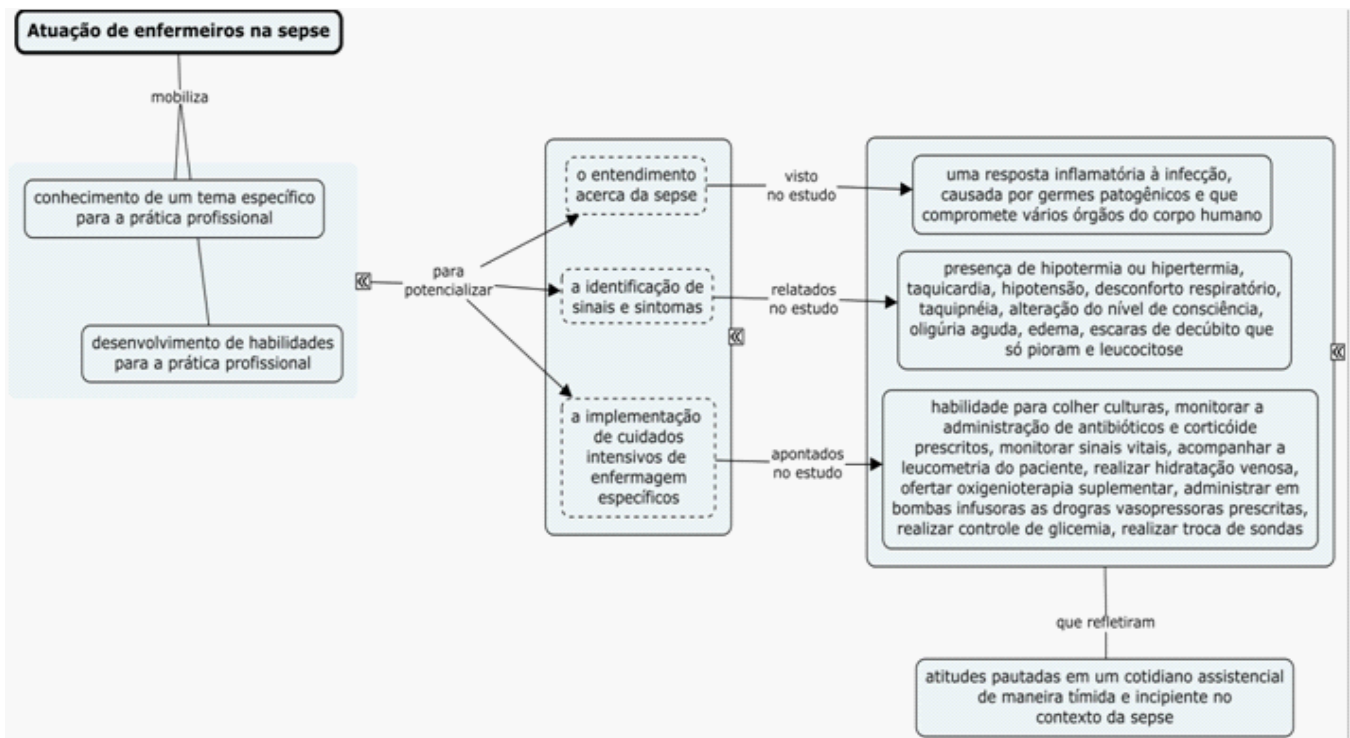 Atuação de enfermeiros na sepse
mobiliza
conhecimento de um tema específico
para a prática profissional
desenvolvimento de habilidades
para a prática profissional
para
potencializar
o entendimento
acerca da sepse
a identificação de
sinais e sintomas
a implementação
de cuidados
intensivos de
enfermagem
específicos
visto
no estudo
relatados
no estudo
apontados
no estudo
uma resposta inflamatória à infecção,
causada por germes patogênicos e que
compromete vários órgãos do corpo humano
presença de hipotermia ou hipertermia,
taquicardia, hipotensão, desconforto respiratório,
taquipnéia, alteração do nível de consciência,
oligúria aguda, edema, escaras de decúbito que
só pioram e leucocitose
habilidade para colher culturas, monitorar a
administração de antibióticos e corticóide
prescritos, monitorar sinais vitais, acompanhar a
leucometria do paciente, realizar hidratação venosa,
ofertar oxigenioterapia suplementar, administrar em
bombas infusoras as drogras vasopressoras prescritas,
realizar controle de glicemia, realizar troca de sondas
que refletiram
atitudes pautadas em um cotidiano assistencial
de maneira tímida e incipiente no
contexto da sepse